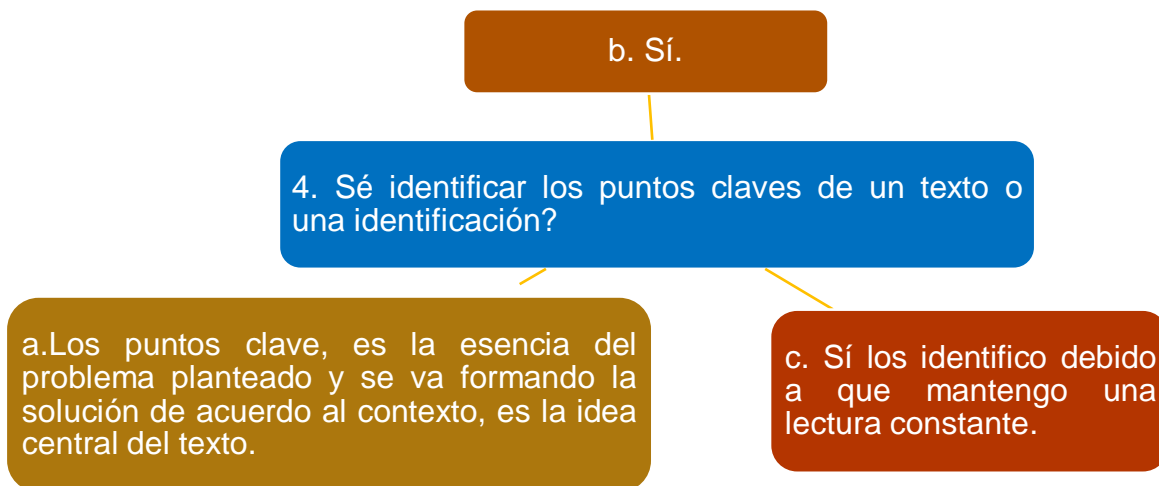 b. Sí.
4. Sé identificar los puntos claves de un texto o
una identificación?
a.Los puntos clave, es la esencia del
problema planteado y se va formando la
solución de acuerdo al contexto, es la idea
central del texto.
c. Sí los identifico debido
a que mantengo una
lectura constante.